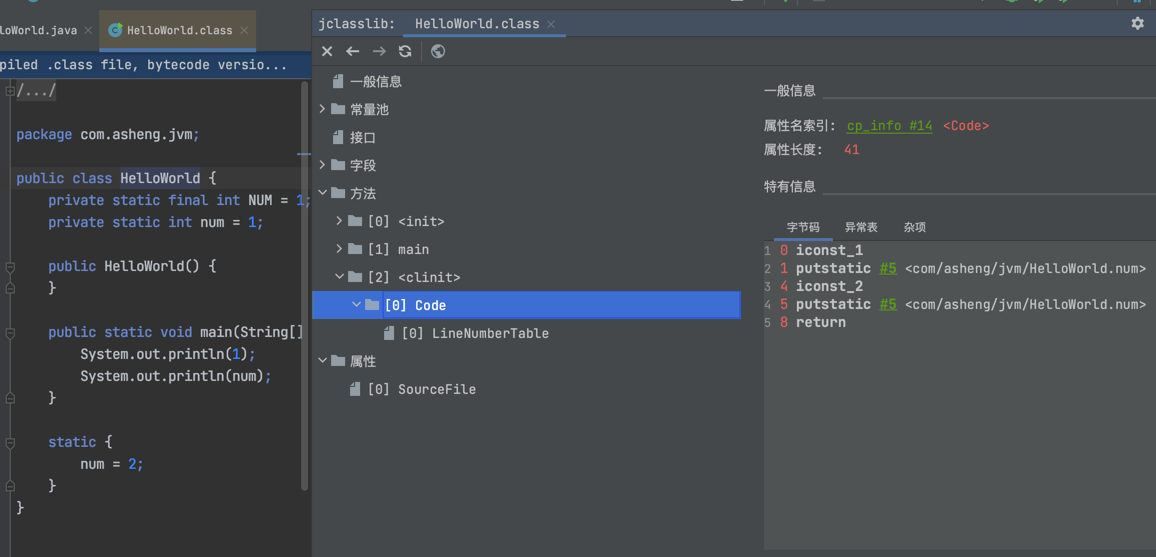 loWorld.java
HelloWorld.class
piled .class file, bytecode versio...
/.../
package com.asheng.jvm;
public class HelloWorld {
private static final int NUM = 1;
private static int num = 1;
public HelloWorld() {
}
public static void main(String[]
System.out.println(1);
System.out.println(num);
}
static {
num = 2;
}
}
jclasslib:
HelloWorld.class
一般信息
常量池
接口
字段
方法
[0] <init>
[1] main
[2] <clinit>
[0] Code
[0] LineNumberTable
属性
[0] SourceFile
一般信息
属性名索引: cp_info #14 <Code>
属性长度: 41
特有信息
字节码 异常表 杂项
1 0 iconst_1
2 1 putstatic #5 <com/asheng/jvm/HelloWorld.num>
3 4 iconst_2
4 5 putstatic #5 <com/asheng/jvm/HelloWorld.num>
5 8 return